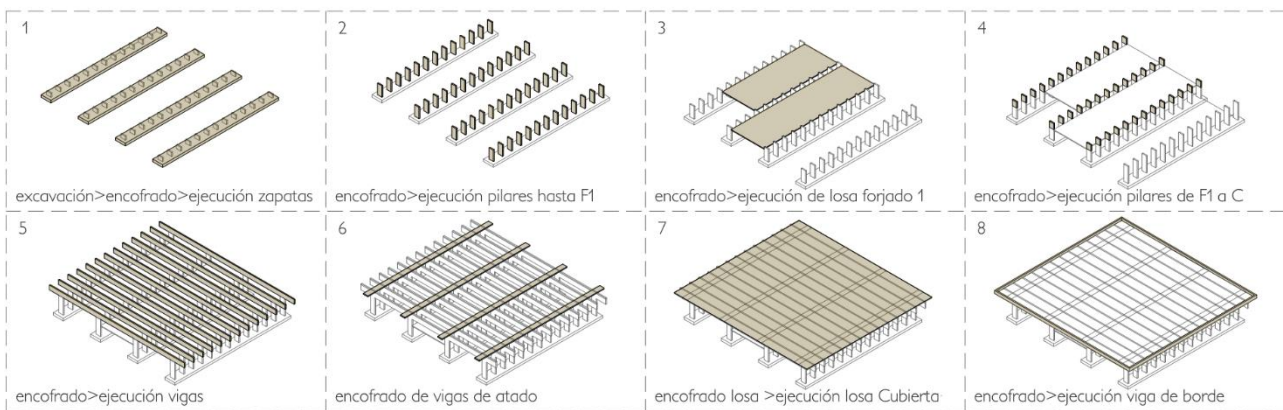 1
excavación>encofrado>ejecución zapatas
2
encofrado>ejecución pilares hasta F1
3
encofrado>ejecución de losa forjado 1
4
encofrado>ejecución pilares de F1 a C
5
encofrado>ejecución vigas
6
encofrado de vigas de atado
7
encofrado losa >ejecución losa Cubierta
8
encofrado>ejecución viga de borde